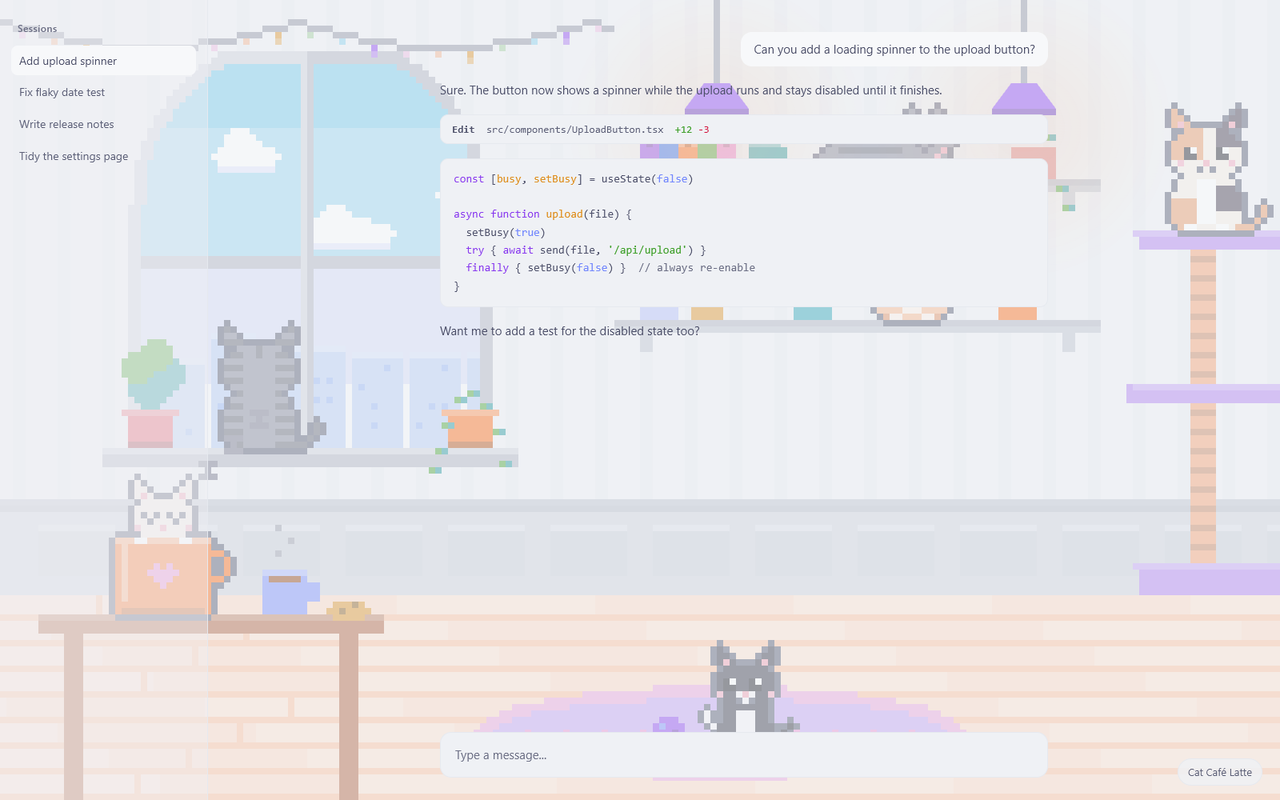 Sessions
Add upload spinner
Fix flaky date test
Write release notes
Tidy the settings page
Can you add a loading spinner to the upload button?
Sure. The button now shows a spinner while the upload runs and stays disabled until it finishes.
Edit src/components/UploadButton.tsx +12 -3
const [busy, setBusy] = useState(false)
async function upload(file) {
setBusy(true)
try { await send(file, '/api/upload') }
finally { setBusy(false) } // always re-enable
}
Want me to add a test for the disabled state too?
Type a message...
Cat Café Latte